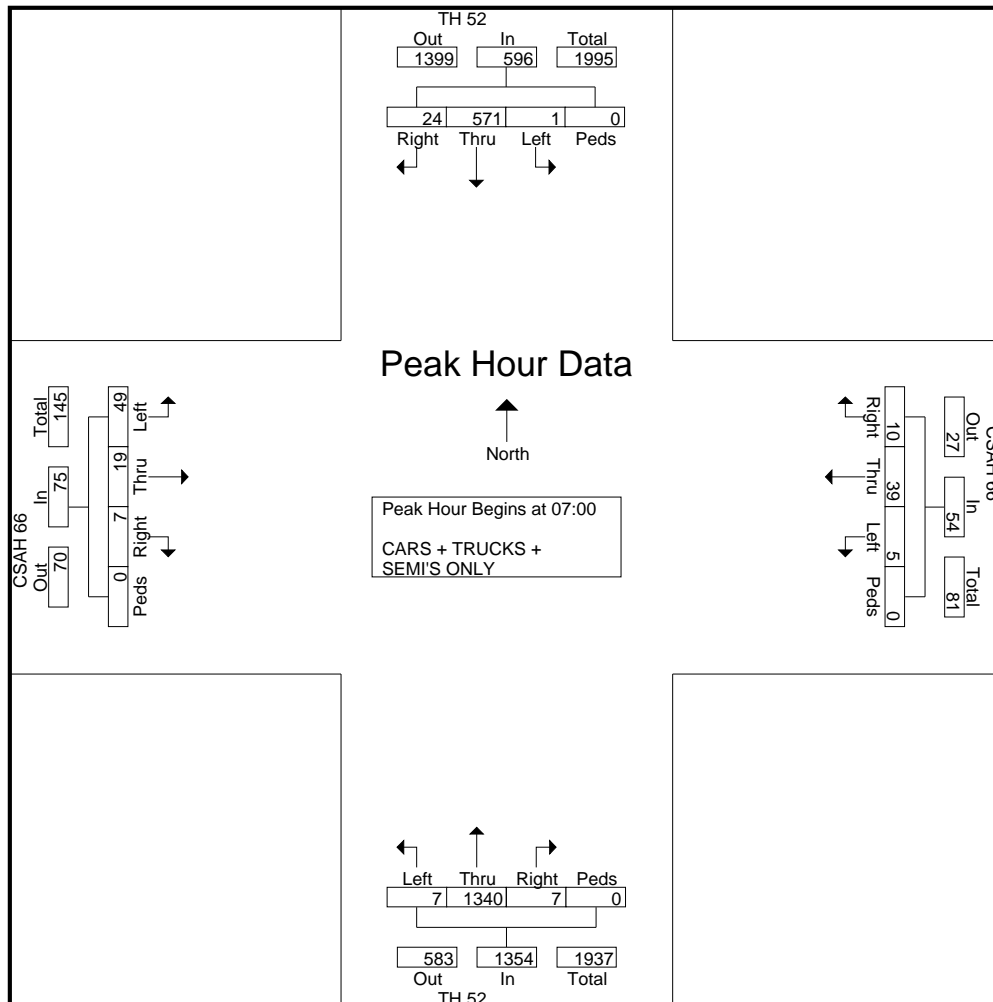 TH 52
Out In Total
1399 596 1995
24 571 1 0
Right Thru Left Peds
Peak Hour Data
North
Peak Hour Begins at 07:00
CARS + TRUCKS +
SEMI'S ONLY
CSAH 66
Out In Total
70 75 145
Left Thru Right Peds
49 19 7 0
CSAH 66
Out In Total
27 54 81
Right Thru Left Peds
10 39 5 0
Left Thru Right Peds
7 1340 7 0
583 1354 1937
Out In Total
TH 52